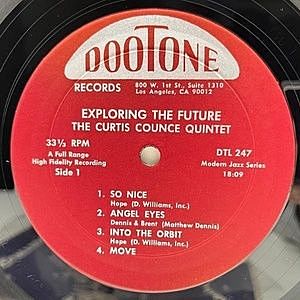 DOOTONE
RECORDS
800 W. 1st St., Suite 1310
Los Angeles, CA 90012
EXPLORING THE FUTURE
THE CURTIS COUNCE QUINTET
33⅓ RPM
A Full Range
High Fidelity Recording
Side 1
DTL 247
Modern Jazz Series
18:09
1. SO NICE
Hope (D. Williams, Inc.)
2. ANGEL EYES
Dennis & Brent (Matthew Dennis)
3. INTO THE ORBIT
Hope (D. Williams, Inc.)
4. MOVE